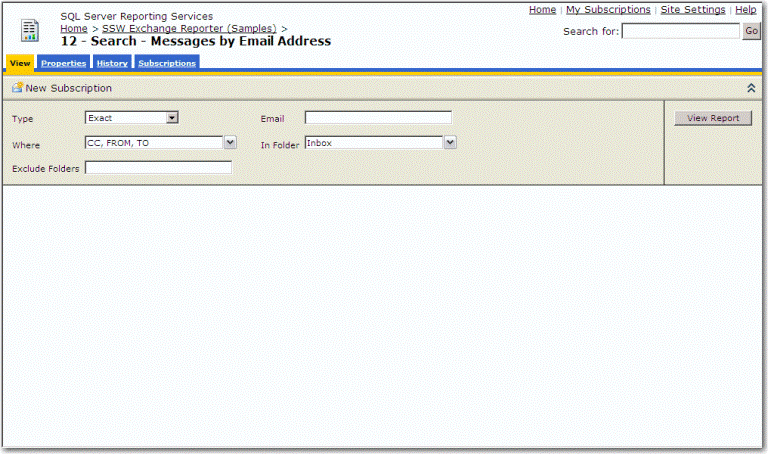 SQL Server Reporting Services
Home | My Subscriptions | Site Settings | Help
Home > SSW Exchange Reporter (Samples) >
12 - Search - Messages by Email Address
Search for: Go
View Properties History Subscriptions
New Subscription
Type Exact Email View Report
Where CC, FROM, TO In Folder Inbox
Exclude Folders